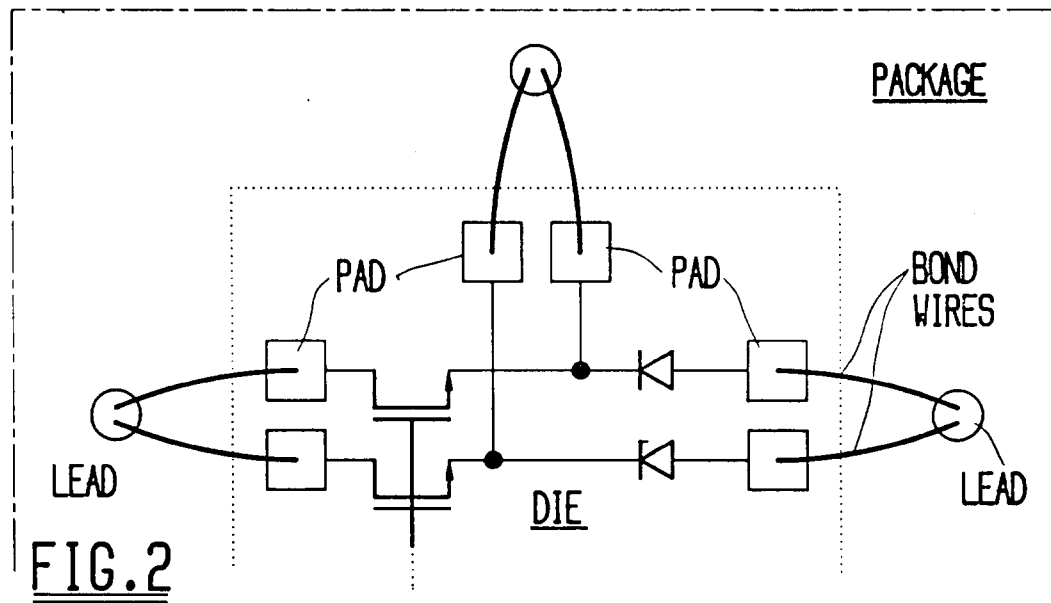 PACKAGE
PAD
PAD
BOND
WIRES
LEAD
LEAD
DIE
FIG.2